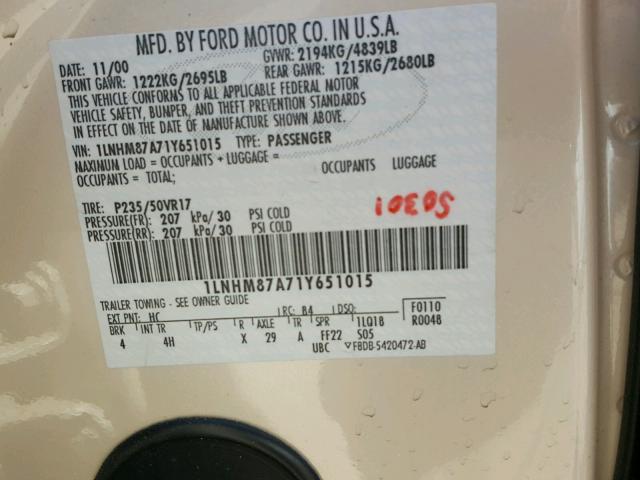 MFD. BY FORD MOTOR CO. IN U.S.A.
DATE: 11/00 GVWR: 2194KG/4839LB
FRONT GAWR: 1222KG/2695LB REAR GAWR: 1215KG/2680LB
THIS VEHICLE CONFORMS TO ALL APPLICABLE FEDERAL MOTOR
VEHICLE SAFETY, BUMPER, AND THEFT PREVENTION STANDARDS
IN EFFECT ON THE DATE OF MANUFACTURE SHOWN ABOVE.
VIN: 1LNHM87A71Y651015 TYPE: PASSENGER
MAXIMUM LOAD = OCCUPANTS + LUGGAGE = OCCUPANTS LUGGAGE
OCCUPANTS = TOTAL;
TIRE: P235/50VR17
PRESSURE(FR): 207 kPa/30 PSI COLD
PRESSURE(RR): 207 kPa/30 PSI COLD
50301
1LNHM87A71Y651015
TRAILER TOWING - SEE OWNER GUIDE
EXT PNT: HC RC: B4 DSO: F0110
BRK INT TR TP/PS R AXLE TR SPR 1LQ18 R0048
4 4H X 29 A FF22 S05
UBC F8DB-5420472-AB